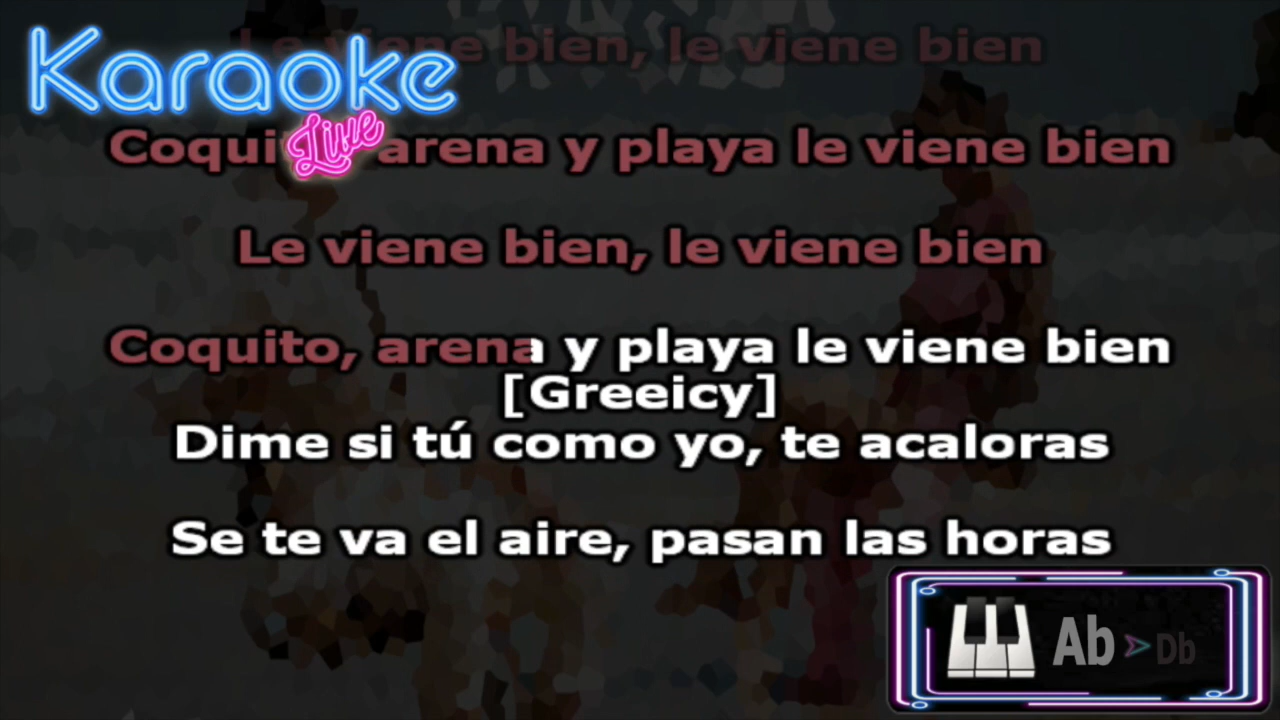 Le viene bien, le viene bien
Karaoke
Live
Coquito, arena y playa le viene bien
Le viene bien, le viene bien
Coquito, arena y playa le viene bien
[Greeicy]
Dime si tú como yo, te acaloras
Se te va el aire, pasan las horas
Ab Db